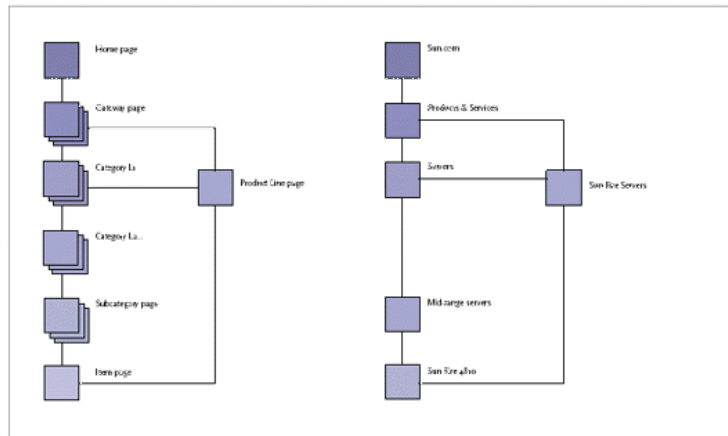 Home page
Gateway page
Category L1
Product Line page
Category L2...
Subcategory page
Item page
Sun.com
Products & Services
Servers
Sun Fire Servers
Mid-range servers
Sun Fire 4810